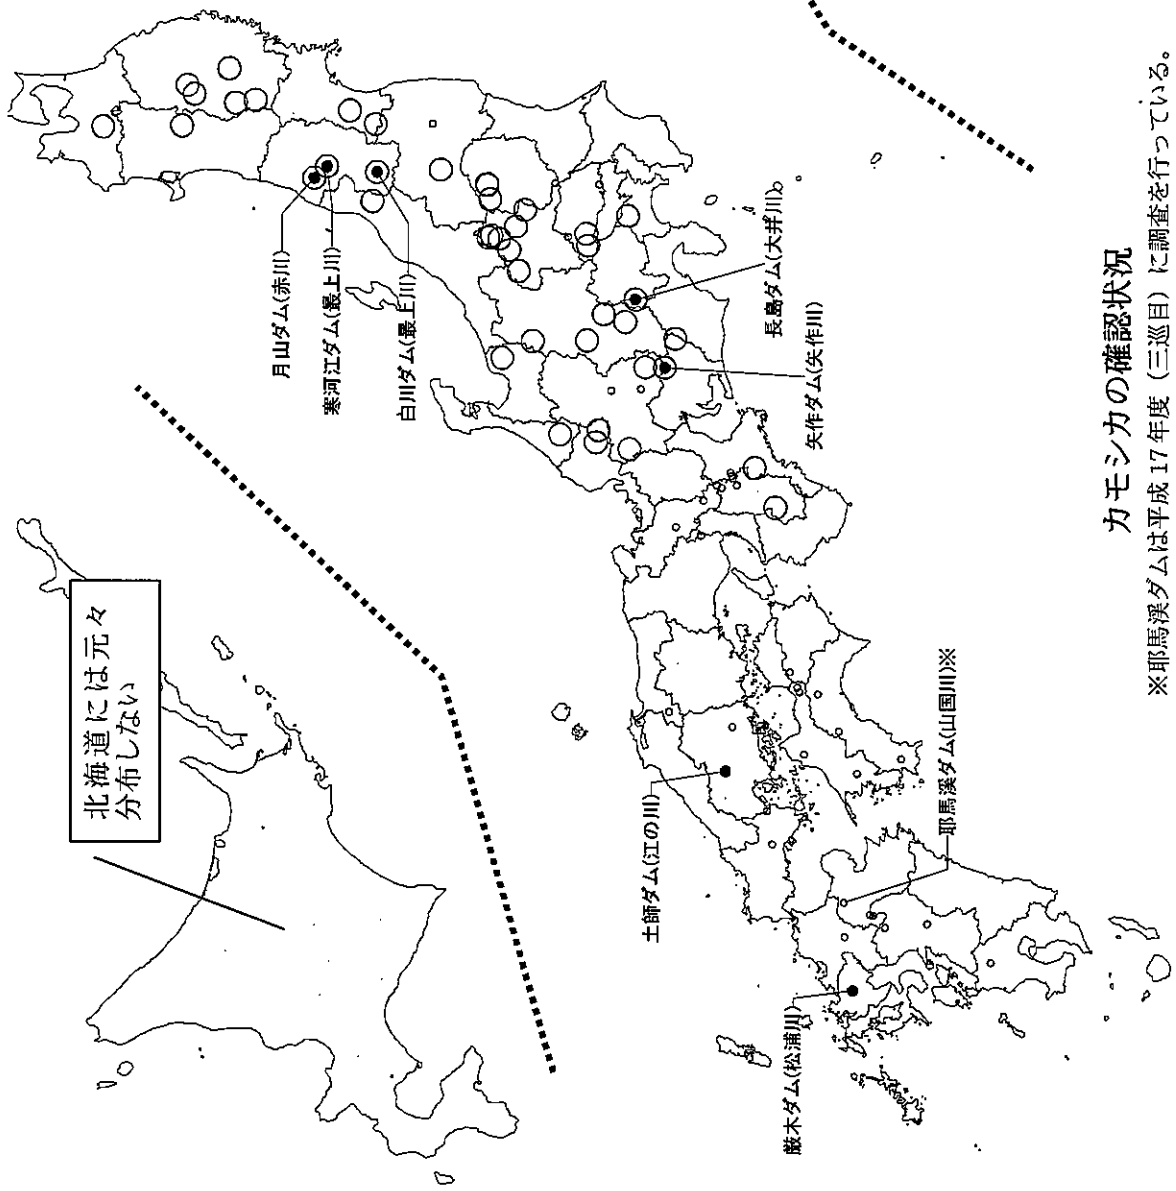 北海道には元々
分布しない
月山ダム(赤川)
寒河江ダム(最上川)
白川ダム(最上川)
長島ダム(大井川)
矢作ダム(矢作川)
土師ダム(江の川)
耶馬渓ダム(山国川)※
厳木ダム(松浦川)
カモシカの確認状況
※耶馬渓ダムは平成17年度（三巡目）に調査を行っている。